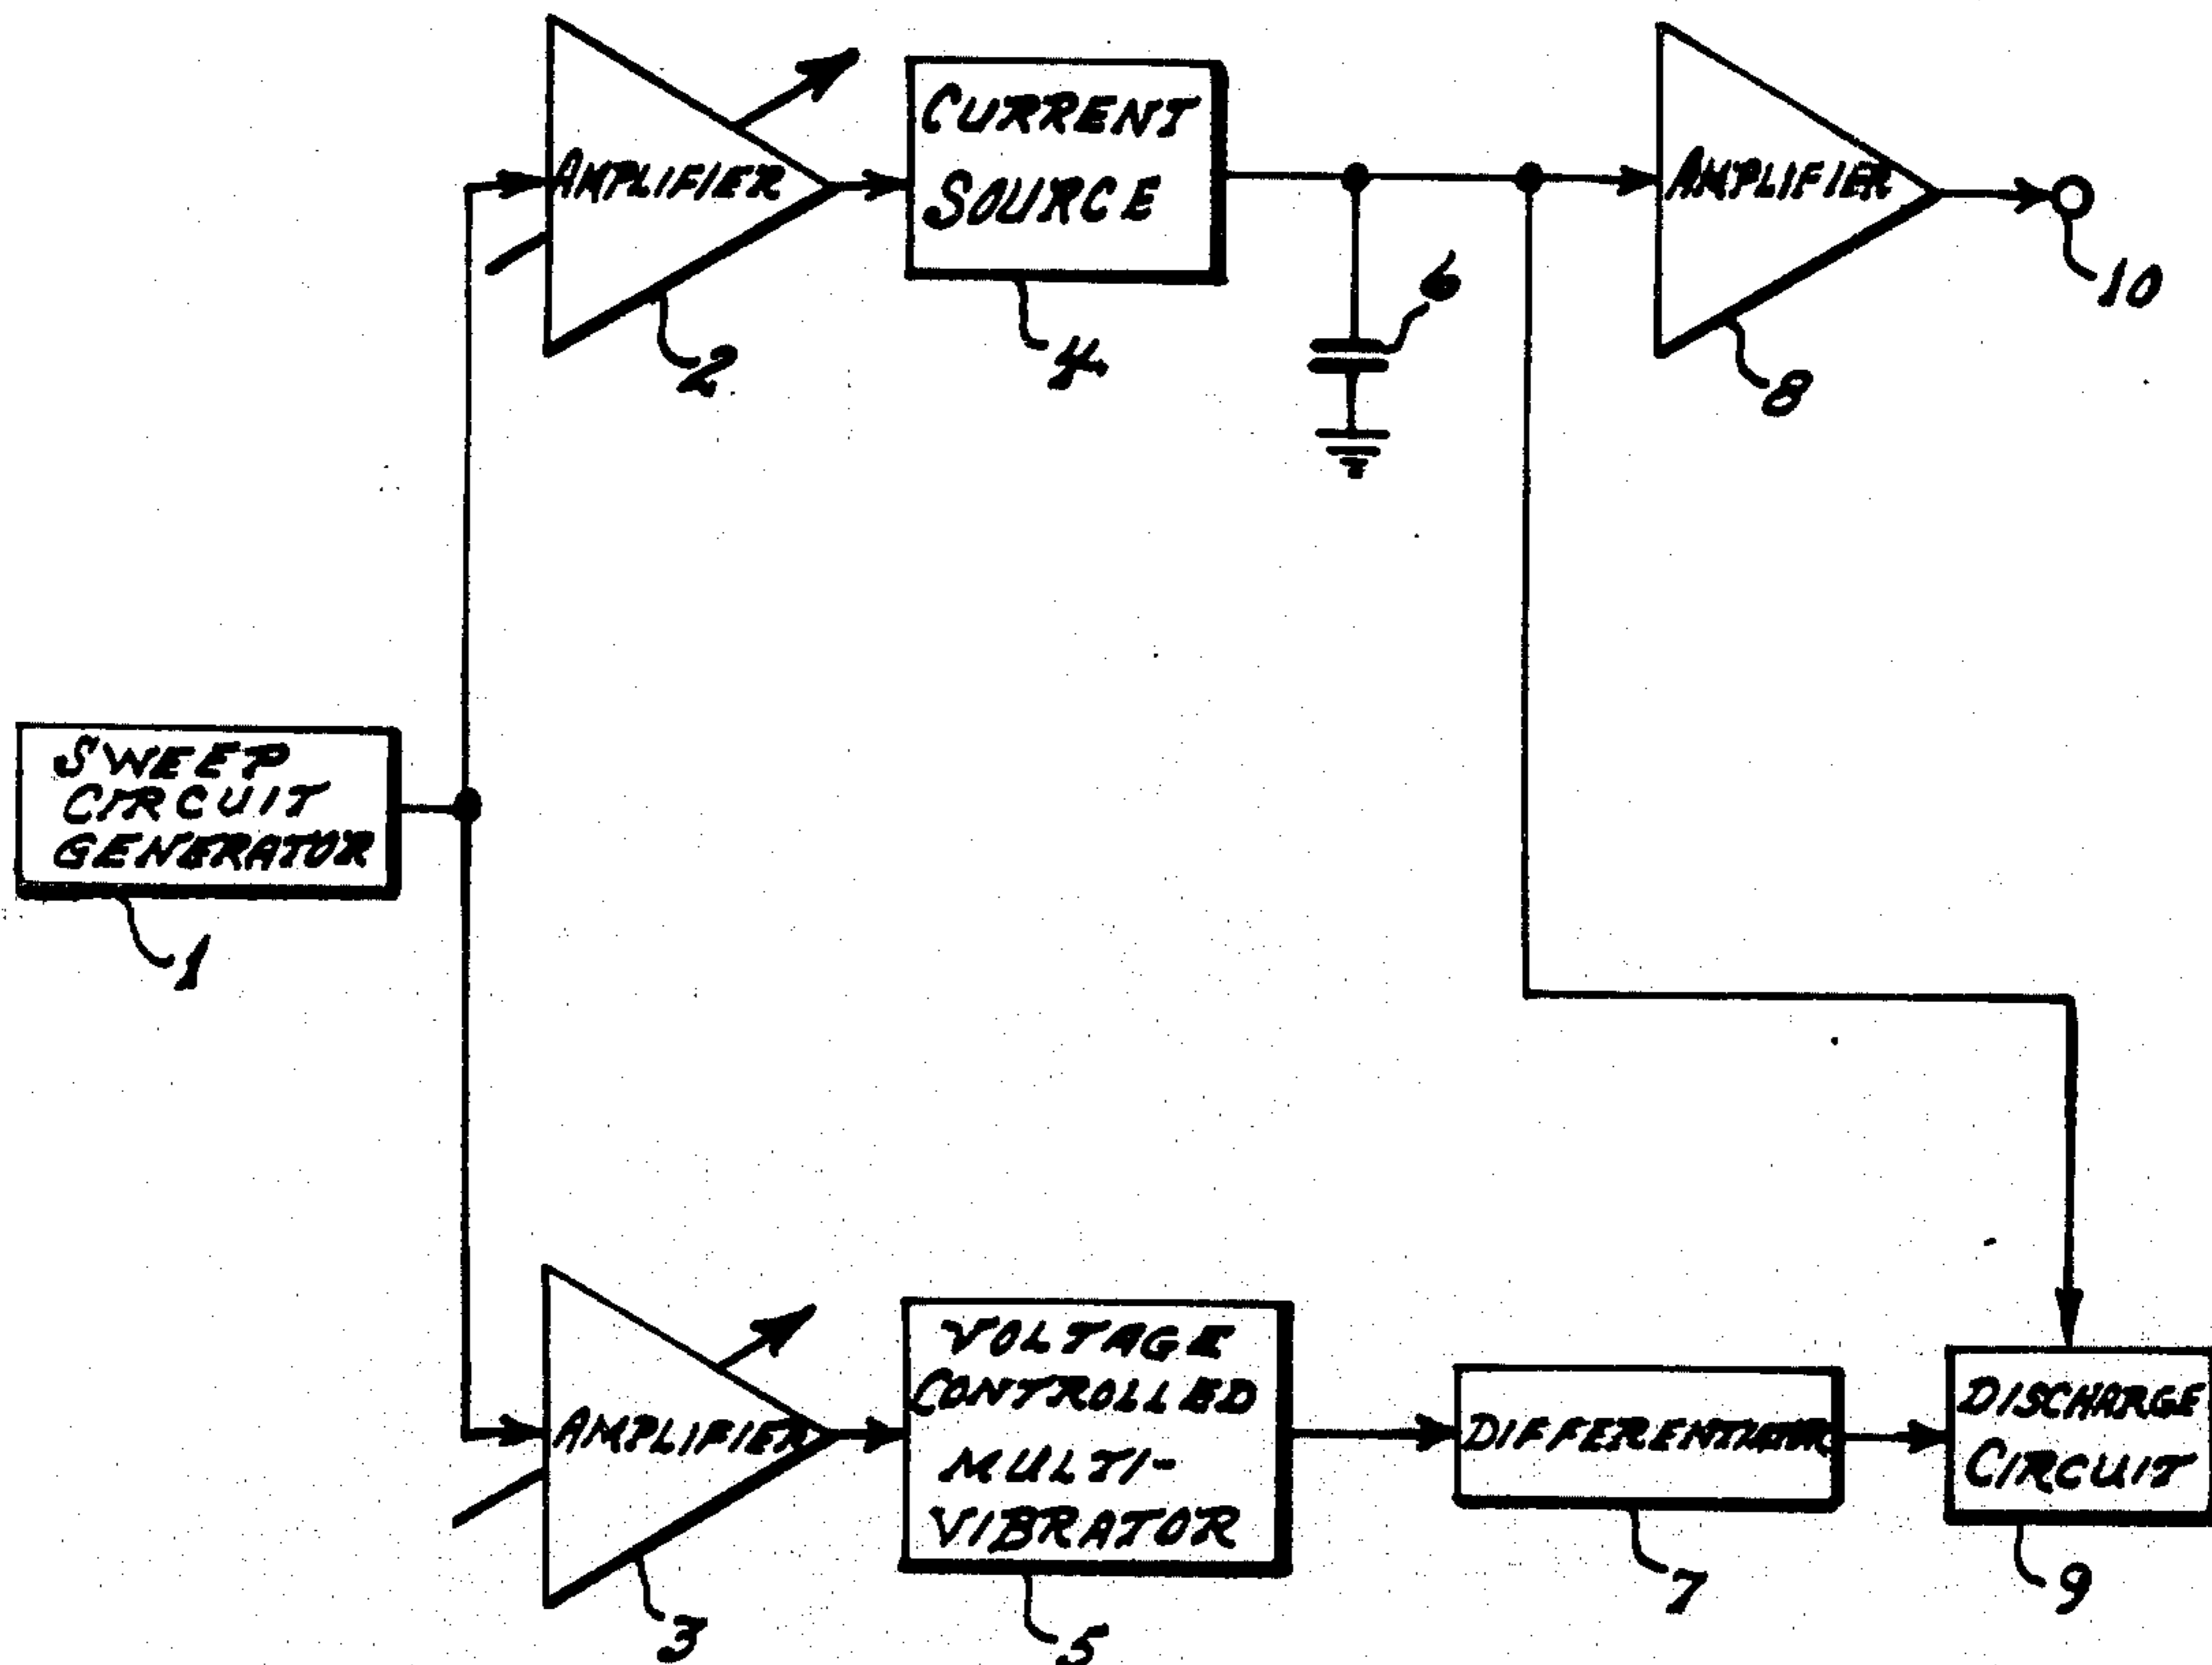 AMPLIFIER
CURRENT
SOURCE
AMPLIFIER
10
6
2
4
8
SWEEP
CIRCUIT
GENERATOR
1
AMPLIFIER
VOLTAGE
CONTROLLED
MULTI-
VIBRATOR
DIFFERENTIATOR
DISCHARGE
CIRCUIT
3
5
7
9